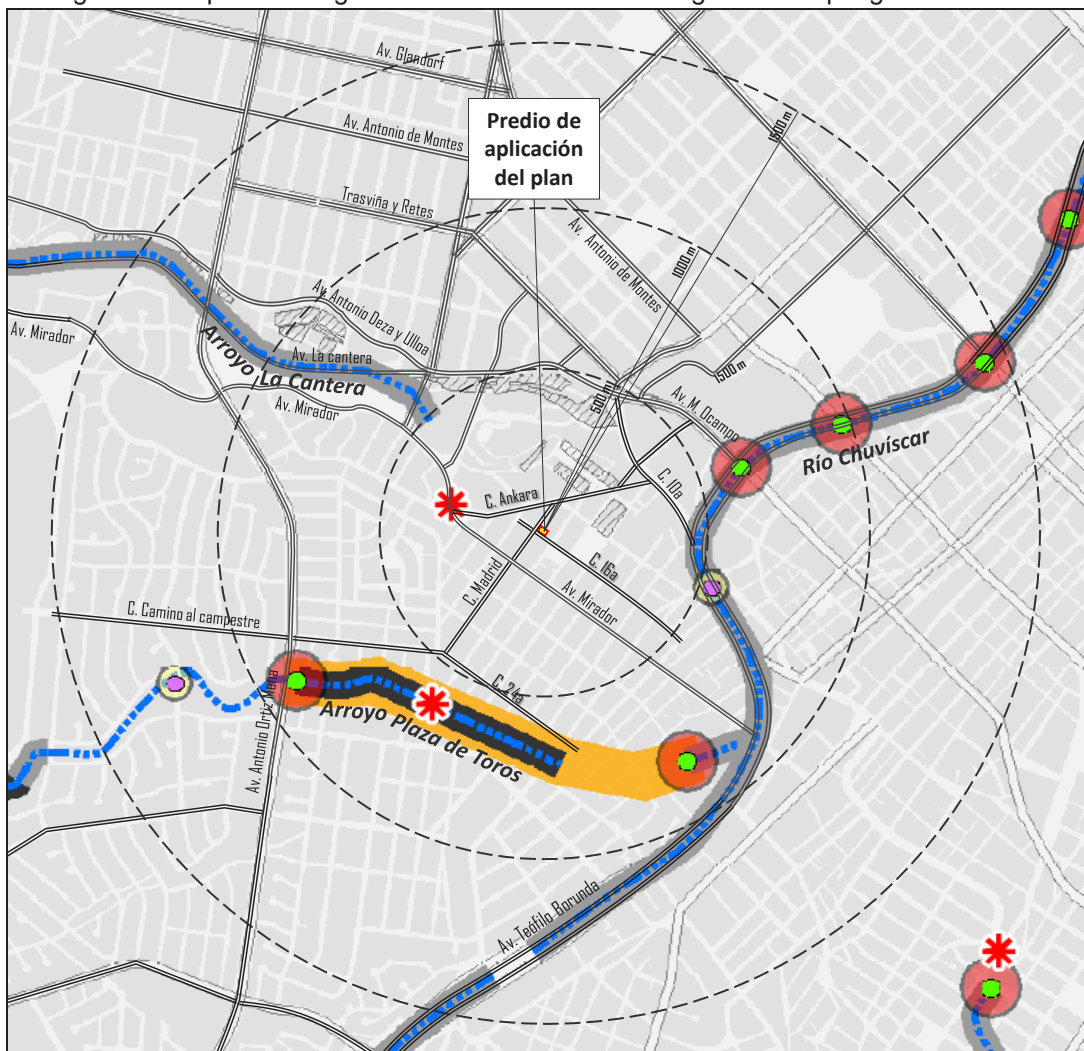 Av. Glandorf
Predio de
aplicación
del plan
1500 m
Av. Antonio de Montes
Trasviña y Retes
Av. Antonio de Montes
1000 m
Av. Antonio Deza y Ulloa
Av. Mirador
Arroyo La Cantera
Av. La cantera
1500 m
500 m
Av. Mirador
Av. M. Ocampo
Río Chuvíscar
C. Ankara
C. 10a
C. 16a
C. Madrid
Av. Mirador
C. Camino al campestre
C. 24a
Arroyo Plaza de Toros
Av. Antonio Ortiz Mena
Av. Teófilo Borunda